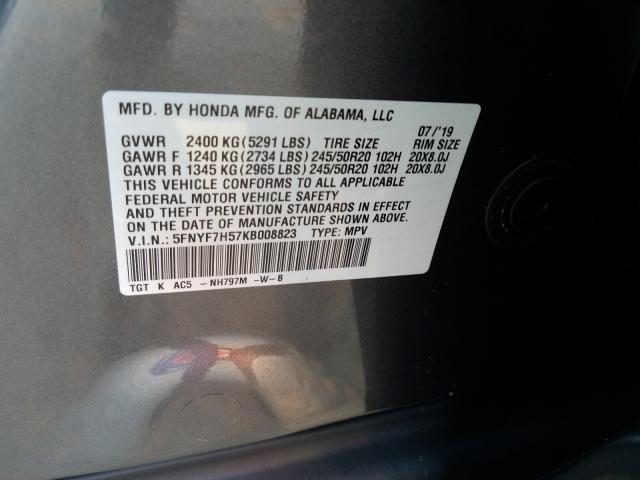 MFD. BY HONDA MFG. OF ALABAMA, LLC
07/'19
GVWR 2400 KG(5291 LBS) TIRE SIZE RIM SIZE
GAWR F 1240 KG(2734 LBS) 245/50R20 102H 20X8.0J
GAWR R 1345 KG(2965 LBS) 245/50R20 102H 20X8.0J
THIS VEHICLE CONFORMS TO ALL APPLICABLE
FEDERAL MOTOR VEHICLE SAFETY
AND THEFT PREVENTION STANDARDS IN EFFECT
ON THE DATE OF MANUFACTURE SHOWN ABOVE.
V.I.N.: 5FNYF7H57KB008823 TYPE: MPV
TGT K AC5 -NH797M -W-B